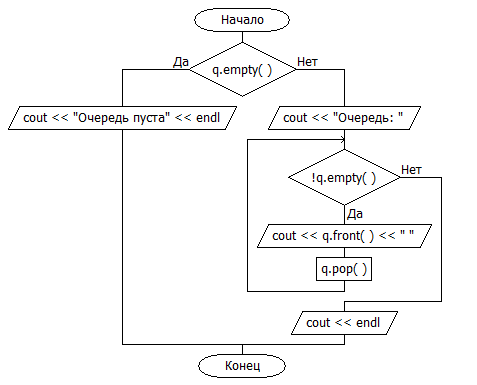 Начало
q.empty( )
Да
Нет
cout << "Очередь пуста" << endl
cout << "Очередь: "
!q.empty( )
Нет
Да
cout << q.front( ) << " "
q.pop( )
cout << endl
Конец